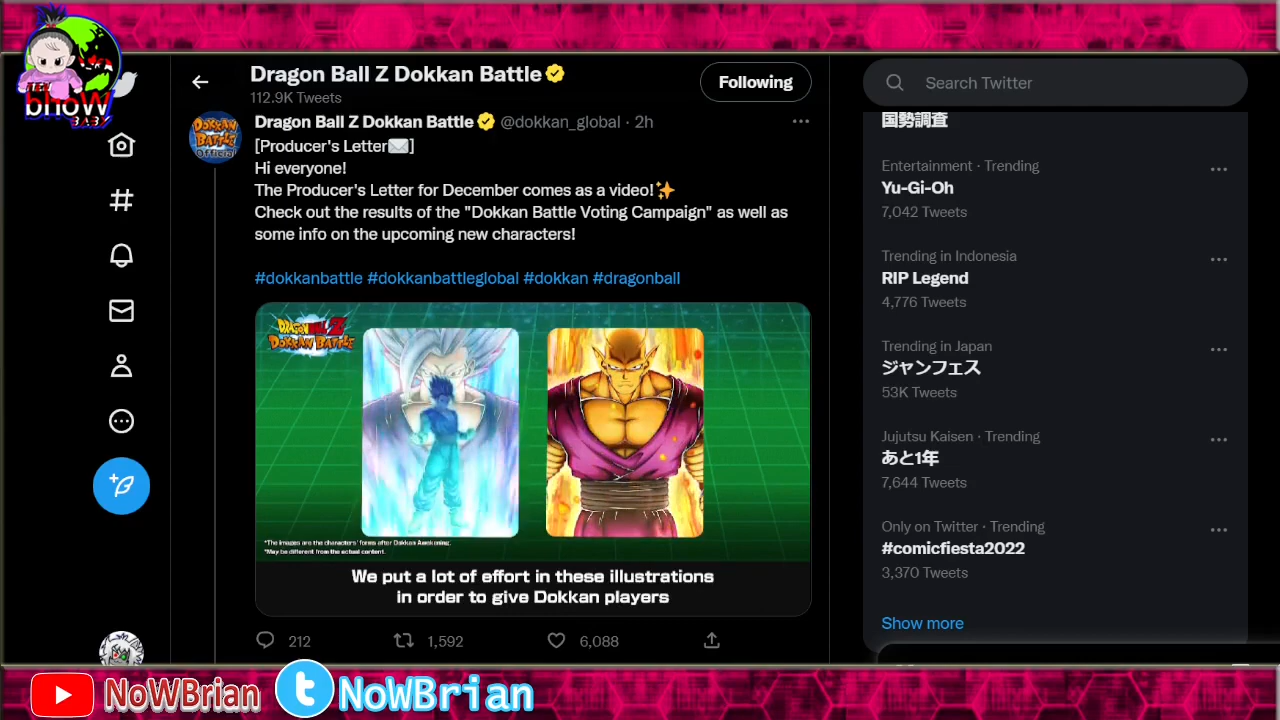 bhoW
BABY
Dragon Ball Z Dokkan Battle
112.9K Tweets
Following
Search Twitter
DOKKAN
BATTLE
Official
Dragon Ball Z Dokkan Battle @dokkan_global · 2h
[Producer's Letter✉️]
Hi everyone!
The Producer's Letter for December comes as a video!✨
Check out the results of the "Dokkan Battle Voting Campaign" as well as
some info on the upcoming new characters!
#dokkanbattle #dokkanbattleglobal #dokkan #dragonball
DRAGON BALL Z
DOKKAN BATTLE
*The images are the characters' forms after Dokkan Awakening.
*May be different from the actual content.
We put a lot of effort in these illustrations
in order to give Dokkan players
212
1,592
6,088
国勢調査
Entertainment · Trending
Yu-Gi-Oh
7,042 Tweets
Trending in Indonesia
RIP Legend
4,776 Tweets
Trending in Japan
ジャンフェス
53K Tweets
Jujutsu Kaisen · Trending
あと1年
7,644 Tweets
Only on Twitter · Trending
#comicfiesta2022
3,370 Tweets
Show more
NoWBrian
NoWBrian